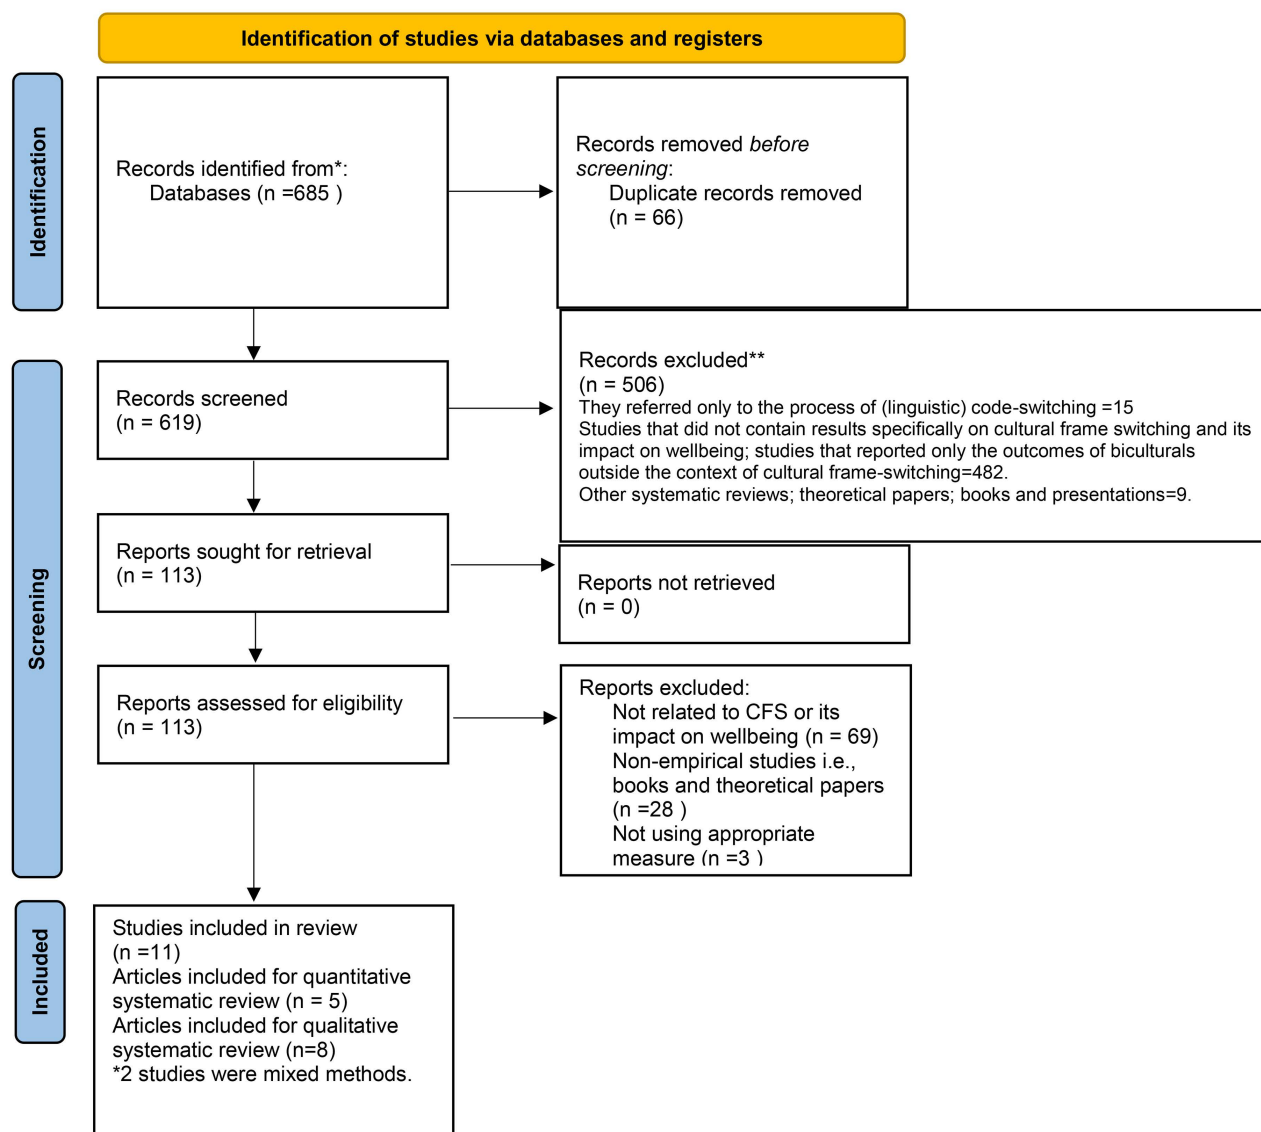 Identification of studies via databases and registers
Identification
Records identified from*:
Databases (n =685 )
Records removed before
screening:
Duplicate records removed
(n = 66)
Screening
Records screened
(n = 619)
Records excluded**
(n = 506)
They referred only to the process of (linguistic) code-switching =15
Studies that did not contain results specifically on cultural frame switching and its
impact on wellbeing; studies that reported only the outcomes of biculturals
outside the context of cultural frame-switching=482.
Other systematic reviews; theoretical papers; books and presentations=9.
Reports sought for retrieval
(n = 113)
Reports not retrieved
(n = 0)
Reports assessed for eligibility
(n = 113)
Reports excluded:
Not related to CFS or its
impact on wellbeing (n = 69)
Non-empirical studies i.e.,
books and theoretical papers
(n =28 )
Not using appropriate
measure (n =3 )
Included
Studies included in review
(n =11)
Articles included for quantitative
systematic review (n = 5)
Articles included for qualitative
systematic review (n=8)
*2 studies were mixed methods.